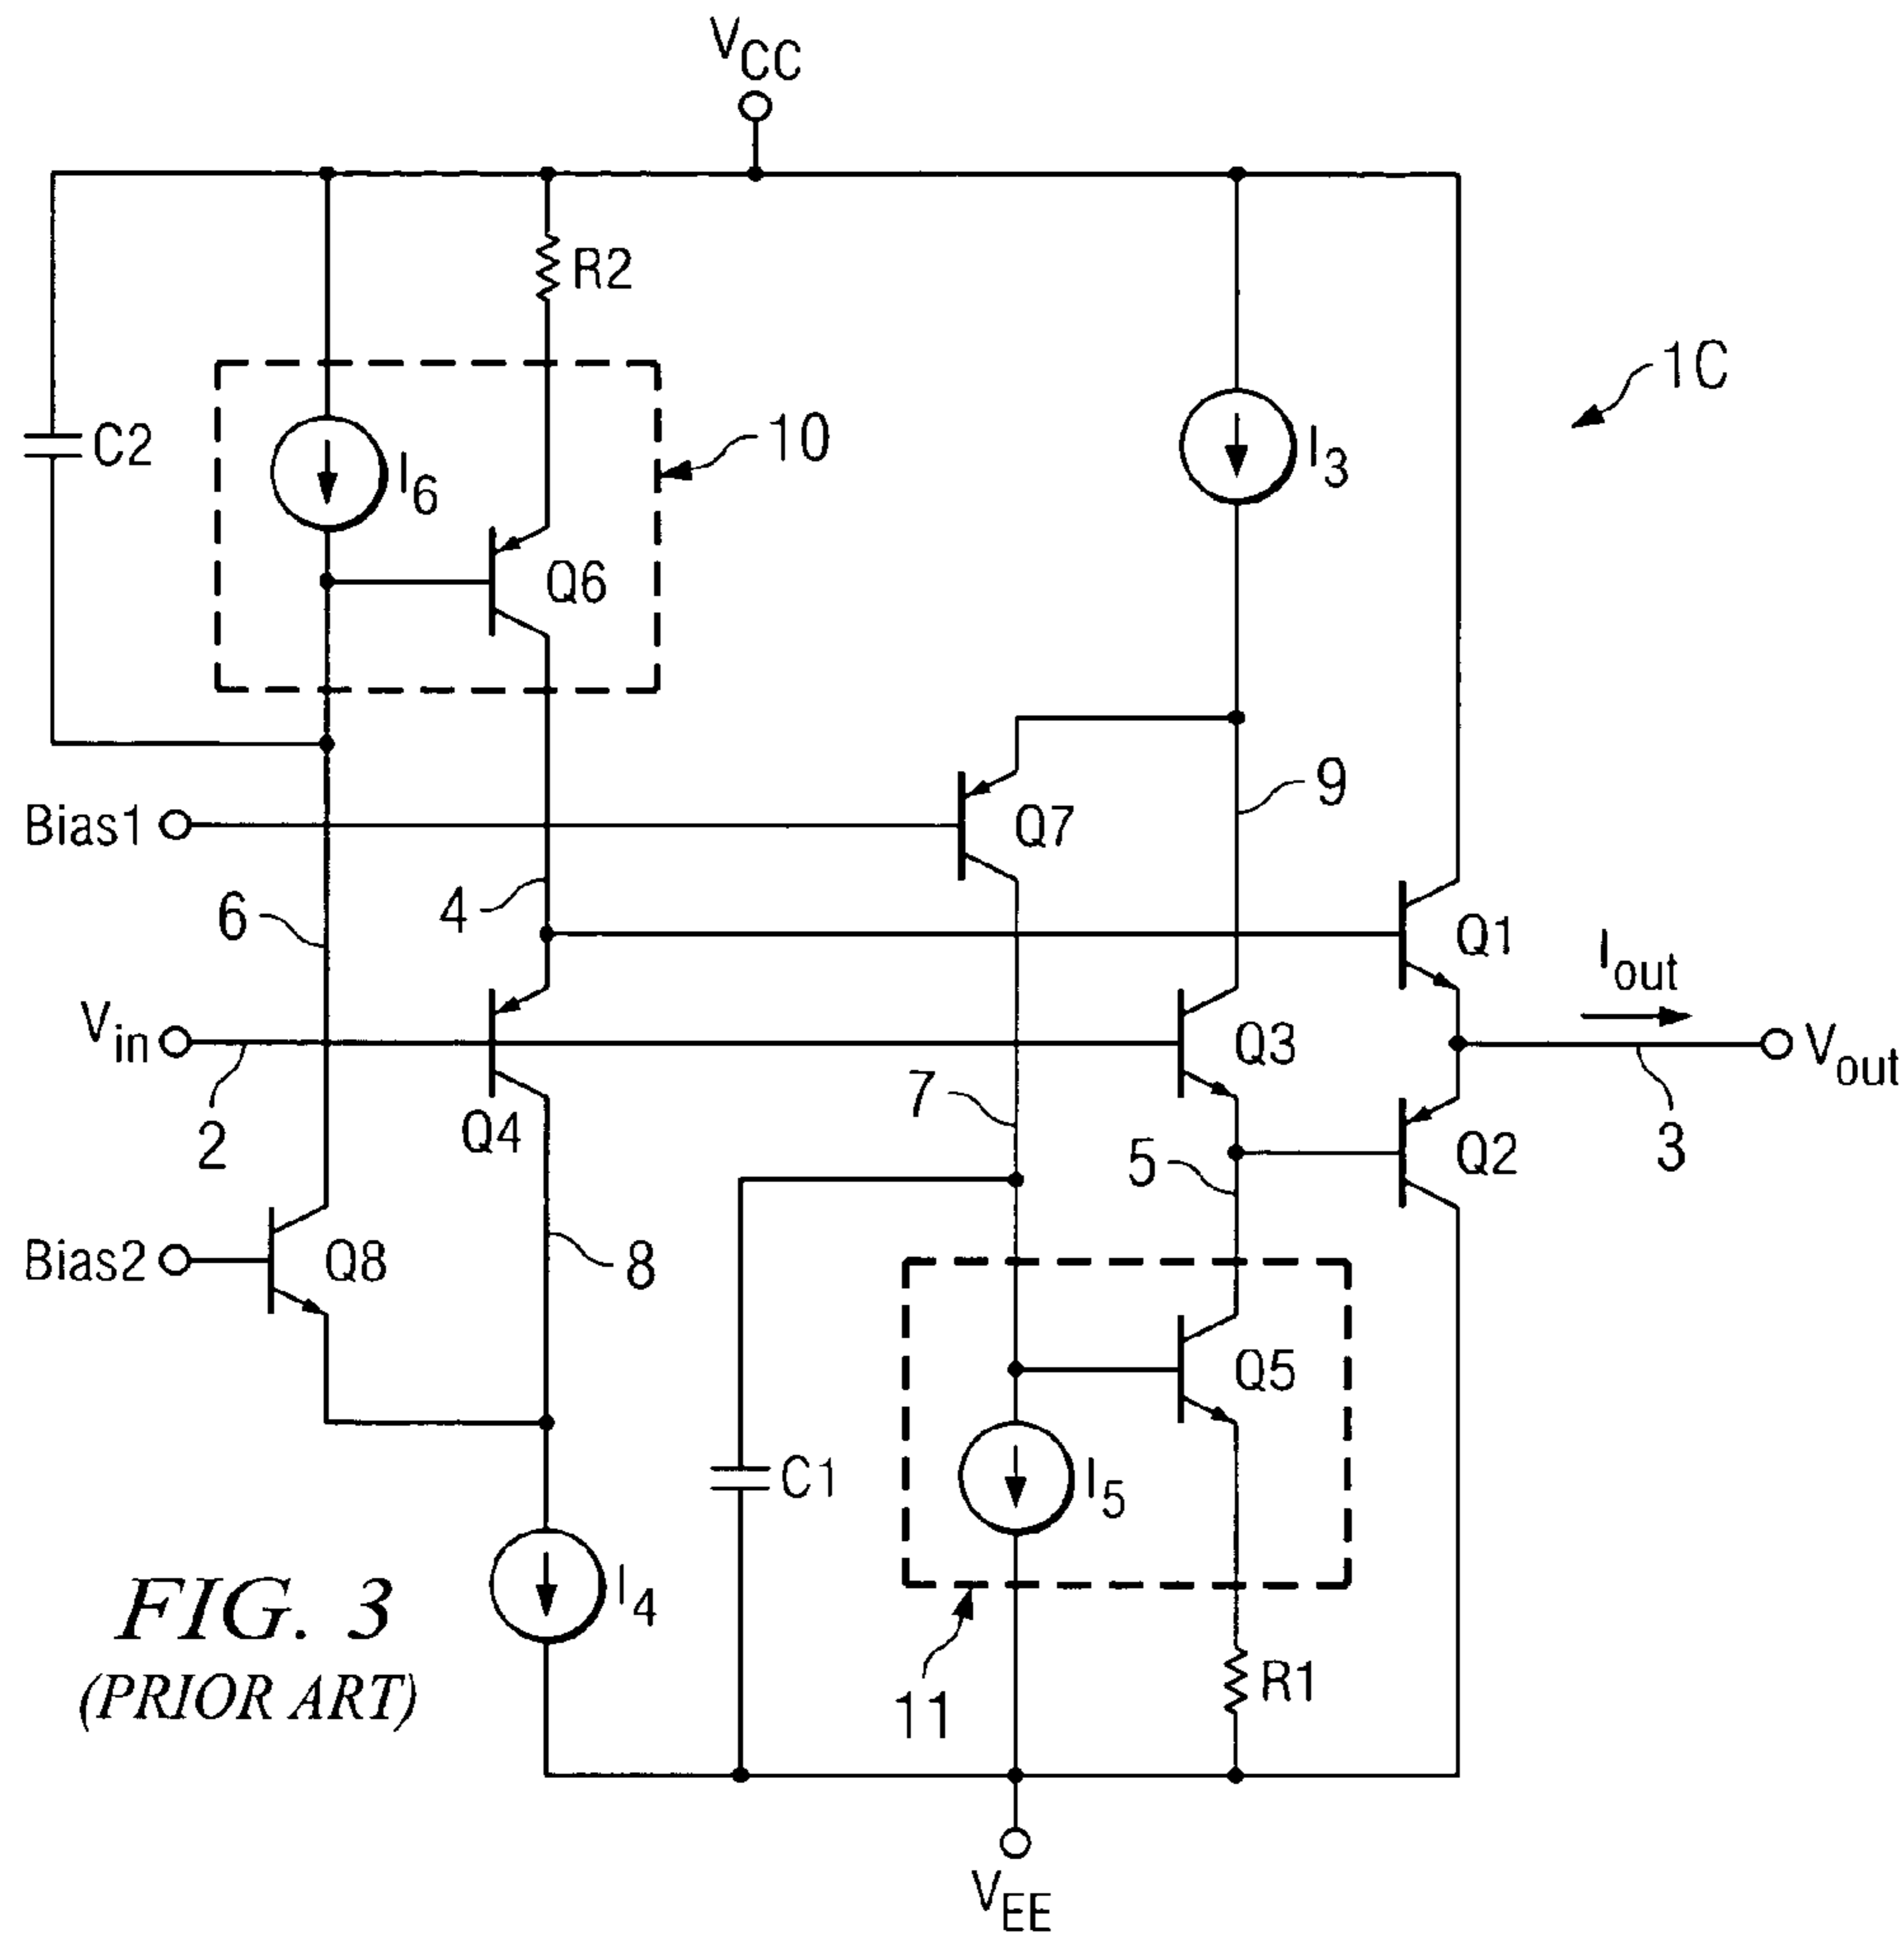 VCC
R2
1C
C2
I6
10
I3
Q6
Bias1
Q7
9
6
4
Q1
Iout
Vin
Q3
Vout
2
Q4
7
5
Q2
3
Bias2
Q8
8
Q5
C1
I5
I4
R1
11
FIG. 3
(PRIOR ART)
VEE